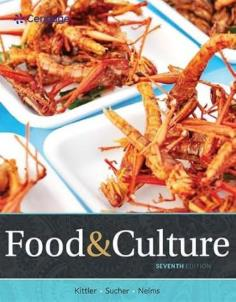 Cengage
Food&Culture
SEVENTH EDITION
Kittler Sucher Nelms